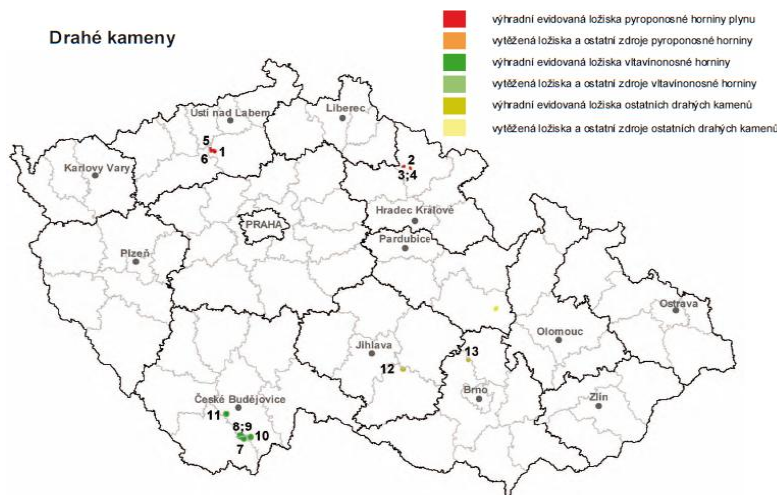 Drahé kameny
výhradní evidovaná ložiska pyroponosné horniny plynu
vytěžená ložiska a ostatní zdroje pyroponosné horniny
výhradní evidovaná ložiska vltavínonosné horniny
vytěžená ložiska a ostatní zdroje vltavínonosné horniny
výhradní evidovaná ložiska ostatních drahých kamenů
vytěžená ložiska a ostatní zdroje ostatních drahých kamenů
Ústí nad Labem
Liberec
5
6 1
2
3;4
Karlovy Vary
Hradec Králové
PRAHA
Pardubice
Plzeň
Ostrava
Olomouc
Jihlava
12
13
Brno
Zlín
České Budějovice
11
8;9
10
7